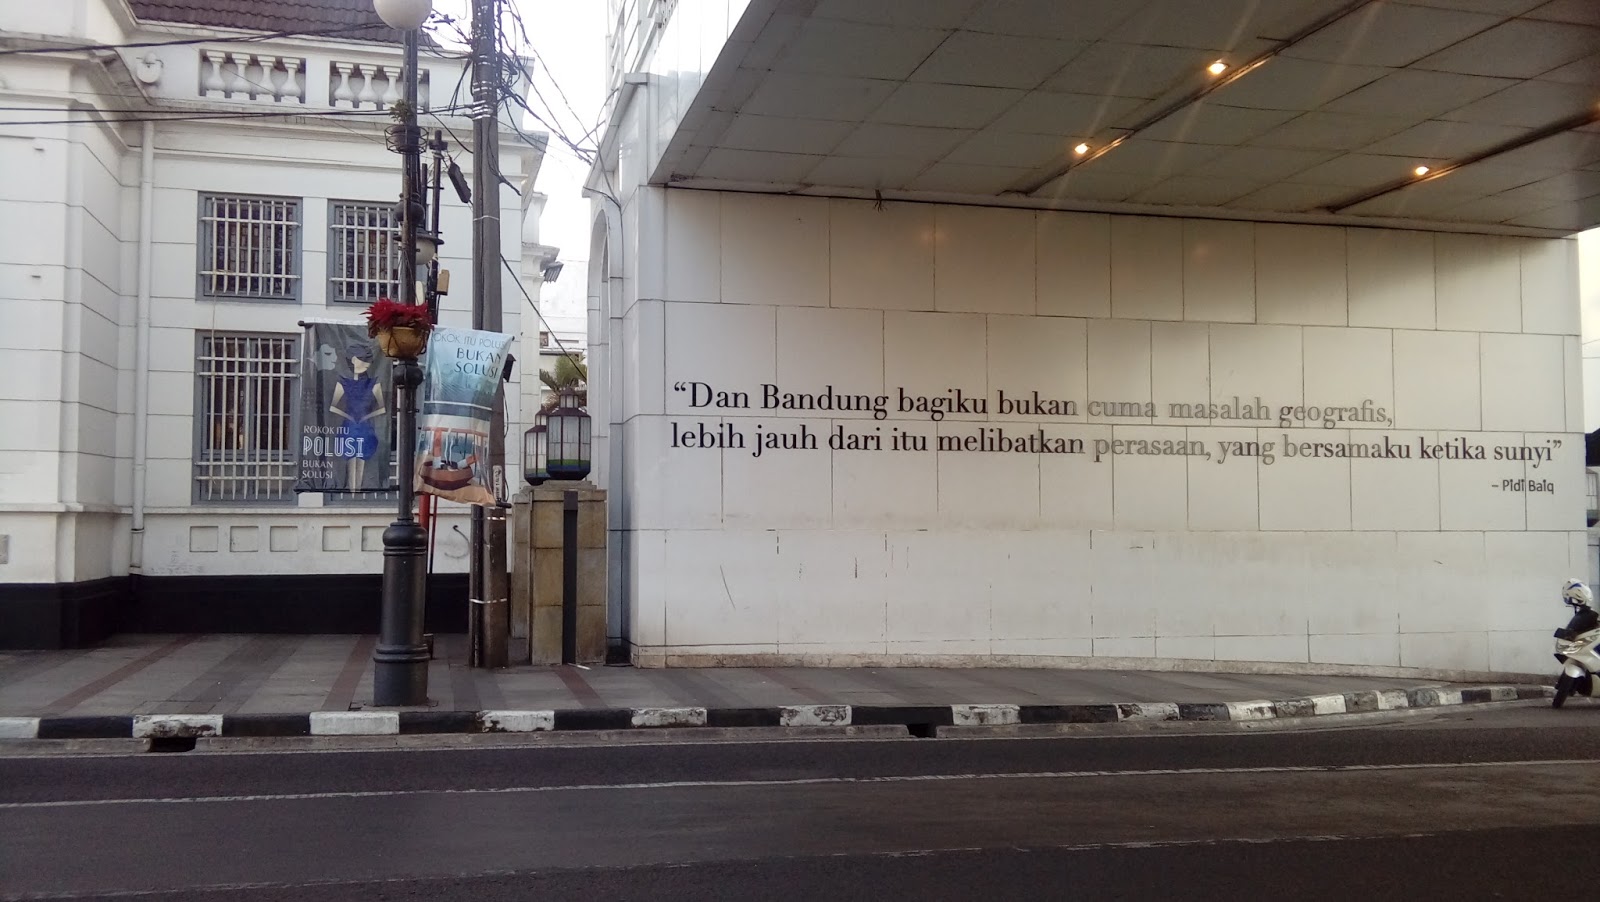 “Dan Bandung bagiku bukan cuma masalah geografis,
lebih jauh dari itu melibatkan perasaan, yang bersamaku ketika sunyi”
– Pidi Baiq
ROKOK ITU
POLUSI
BUKAN
SOLUSI
ROKOK ITU POLUSI
BUKAN
SOLUSI